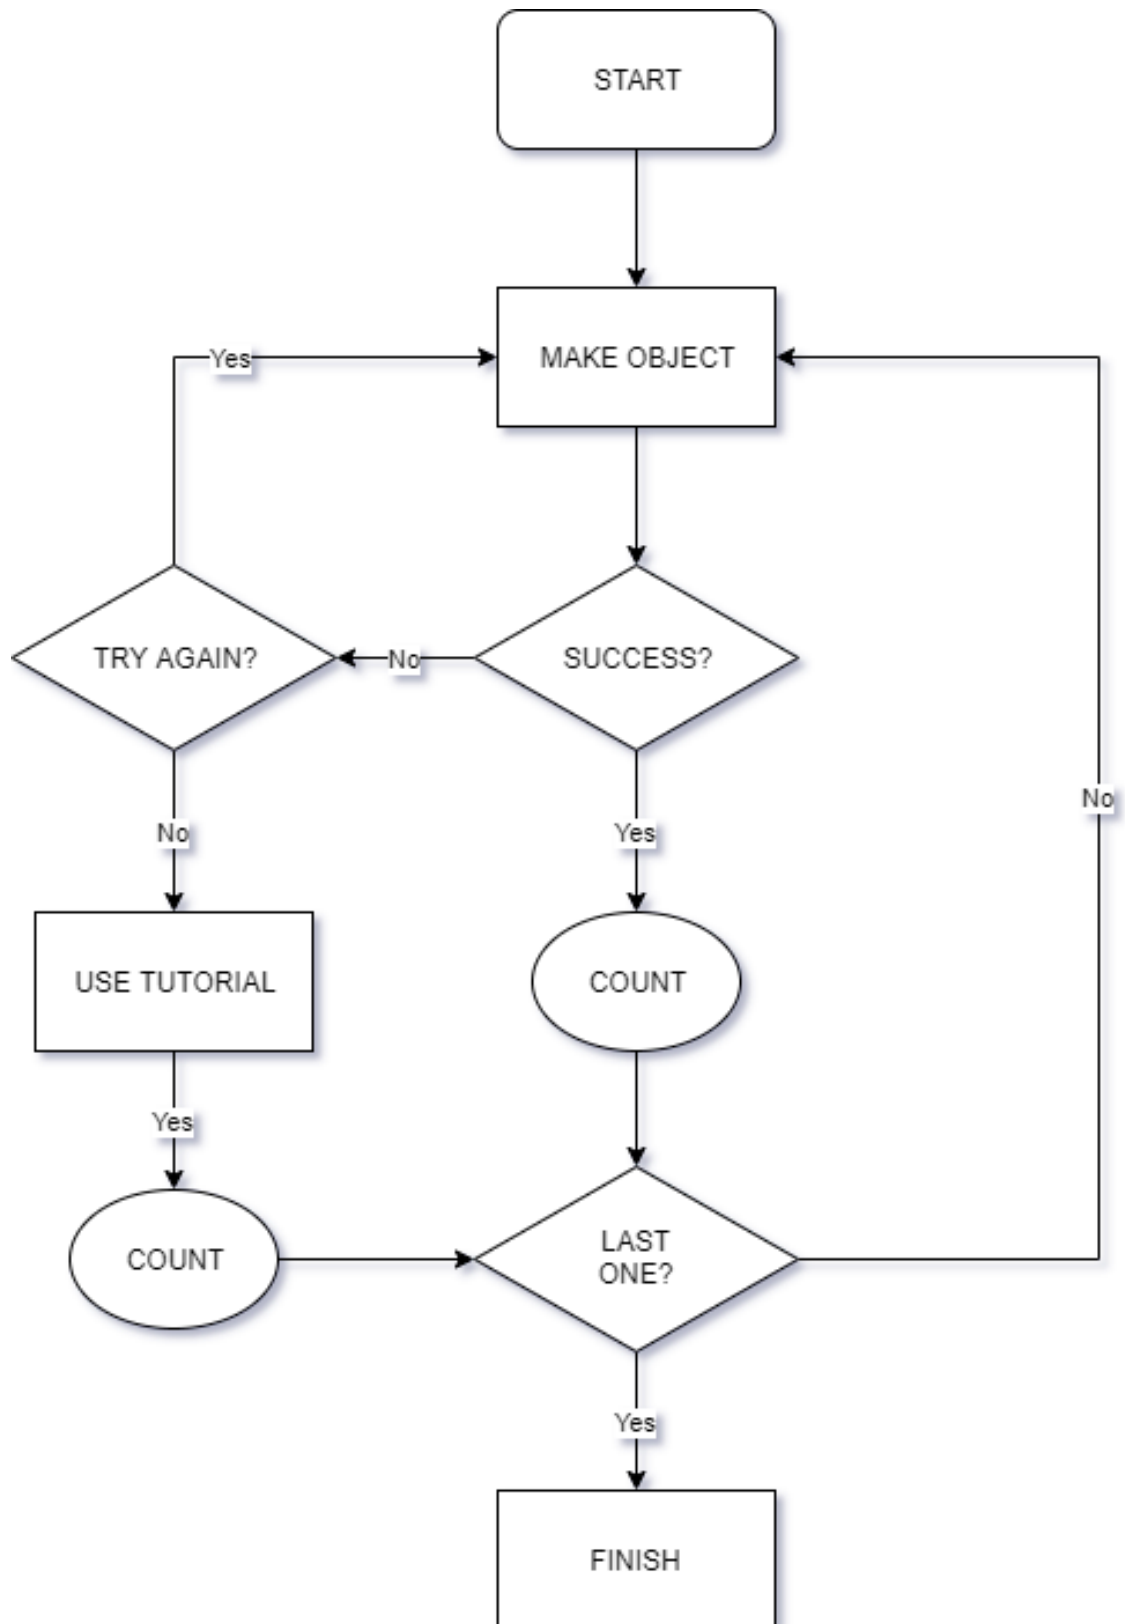 START
Yes
MAKE OBJECT
TRY AGAIN?
No
SUCCESS?
No
No
Yes
USE TUTORIAL
COUNT
Yes
COUNT
LAST
ONE?
Yes
FINISH